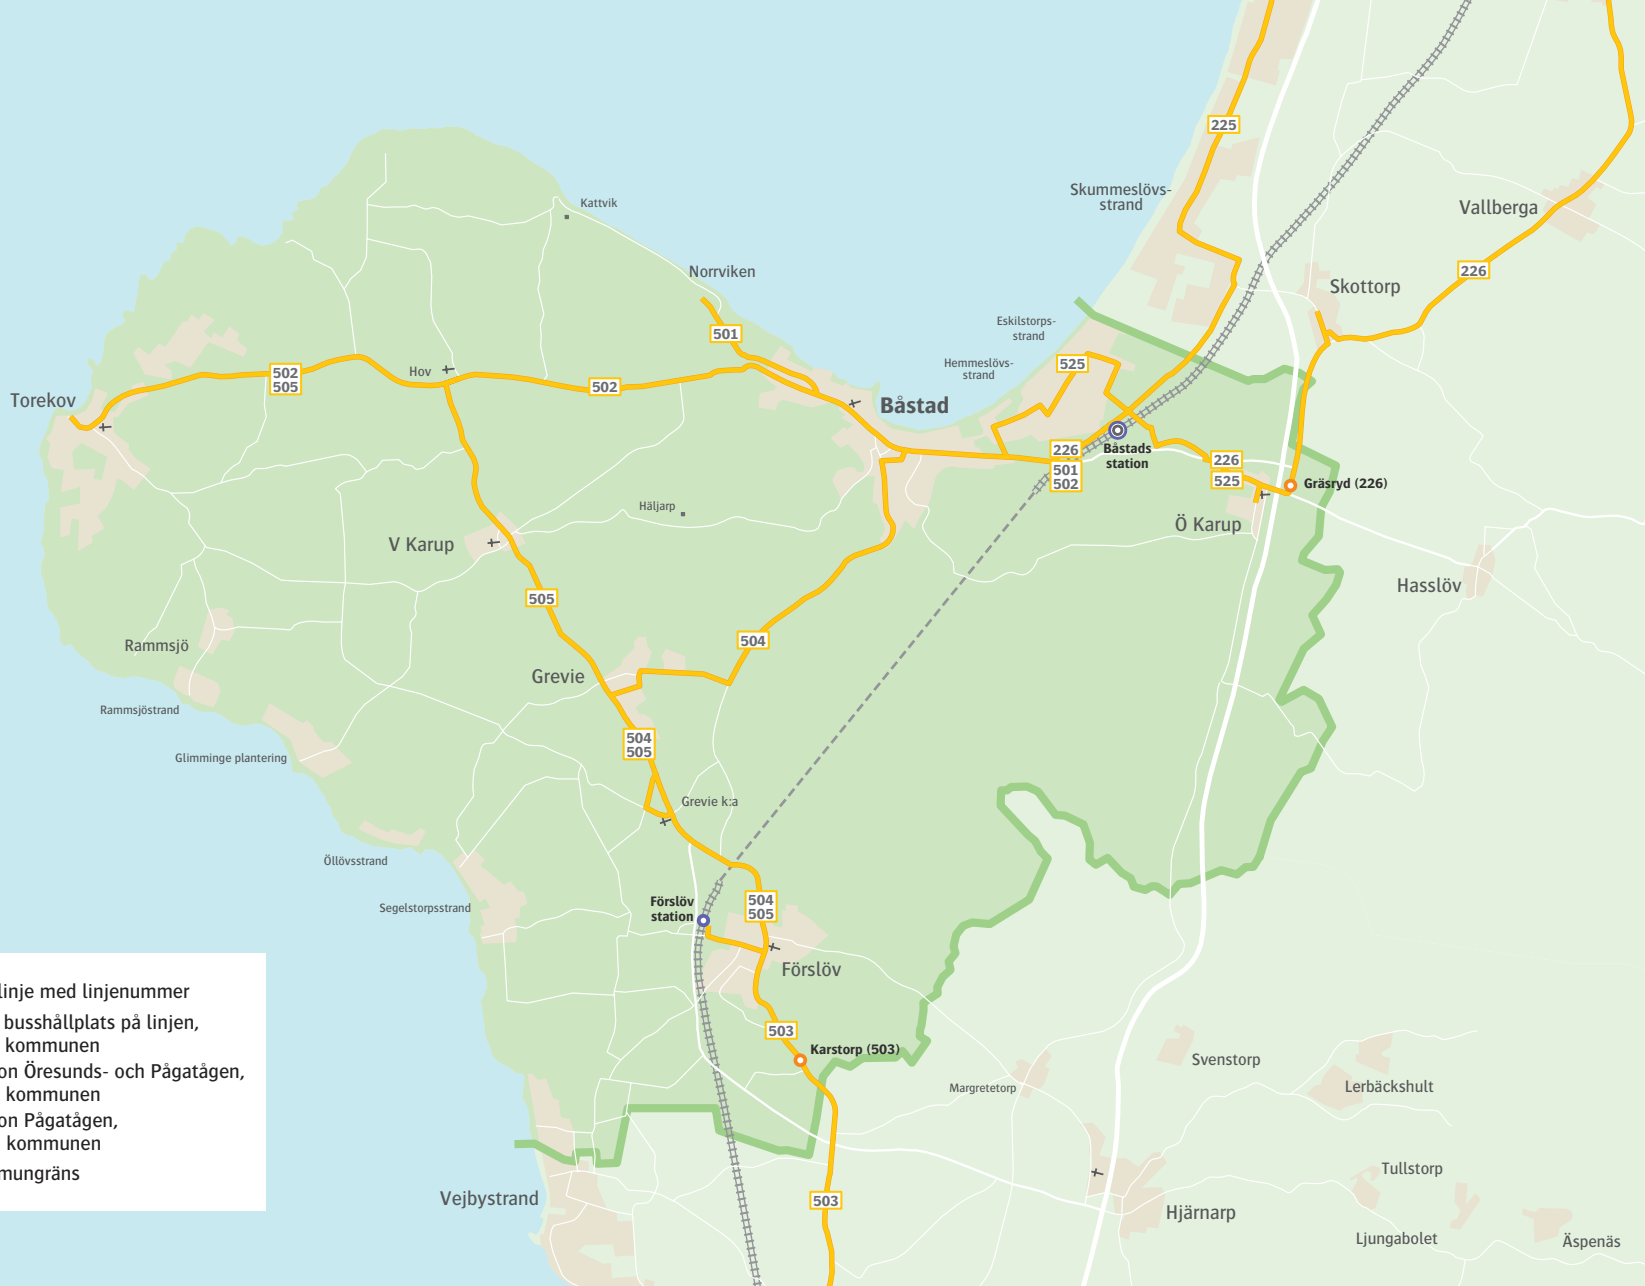 225
Skummeslövs-
strand
Kattvik
Vallberga
Norrviken
226
Skottorp
501
Eskilstorps-
strand
Hemmeslövs-
strand
525
Hov
502
505
502
Torekov
Båstad
226
501
502
Båstads
station
226
525
Gräsryd (226)
Häljarp
Ö Karup
V Karup
Hasslöv
505
Rammsjö
504
Grevie
Rammsjöstrand
504
505
Glimminge plantering
Grevie k:a
Öllövsstrand
Segelstorpsstrand
Förslöv
station
504
505
Förslöv
503
Karstorp (503)
Margretetorp
Svenstorp
Lerbäckshult
linje med linjenummer
busshållplats på linjen,
kommunen
on Öresunds- och Pågatågen,
kommunen
on Pågatågen,
kommunen
mungräns
Tullstorp
Vejbystrand
503
Hjärnarp
Ljungabolet
Äspenäs